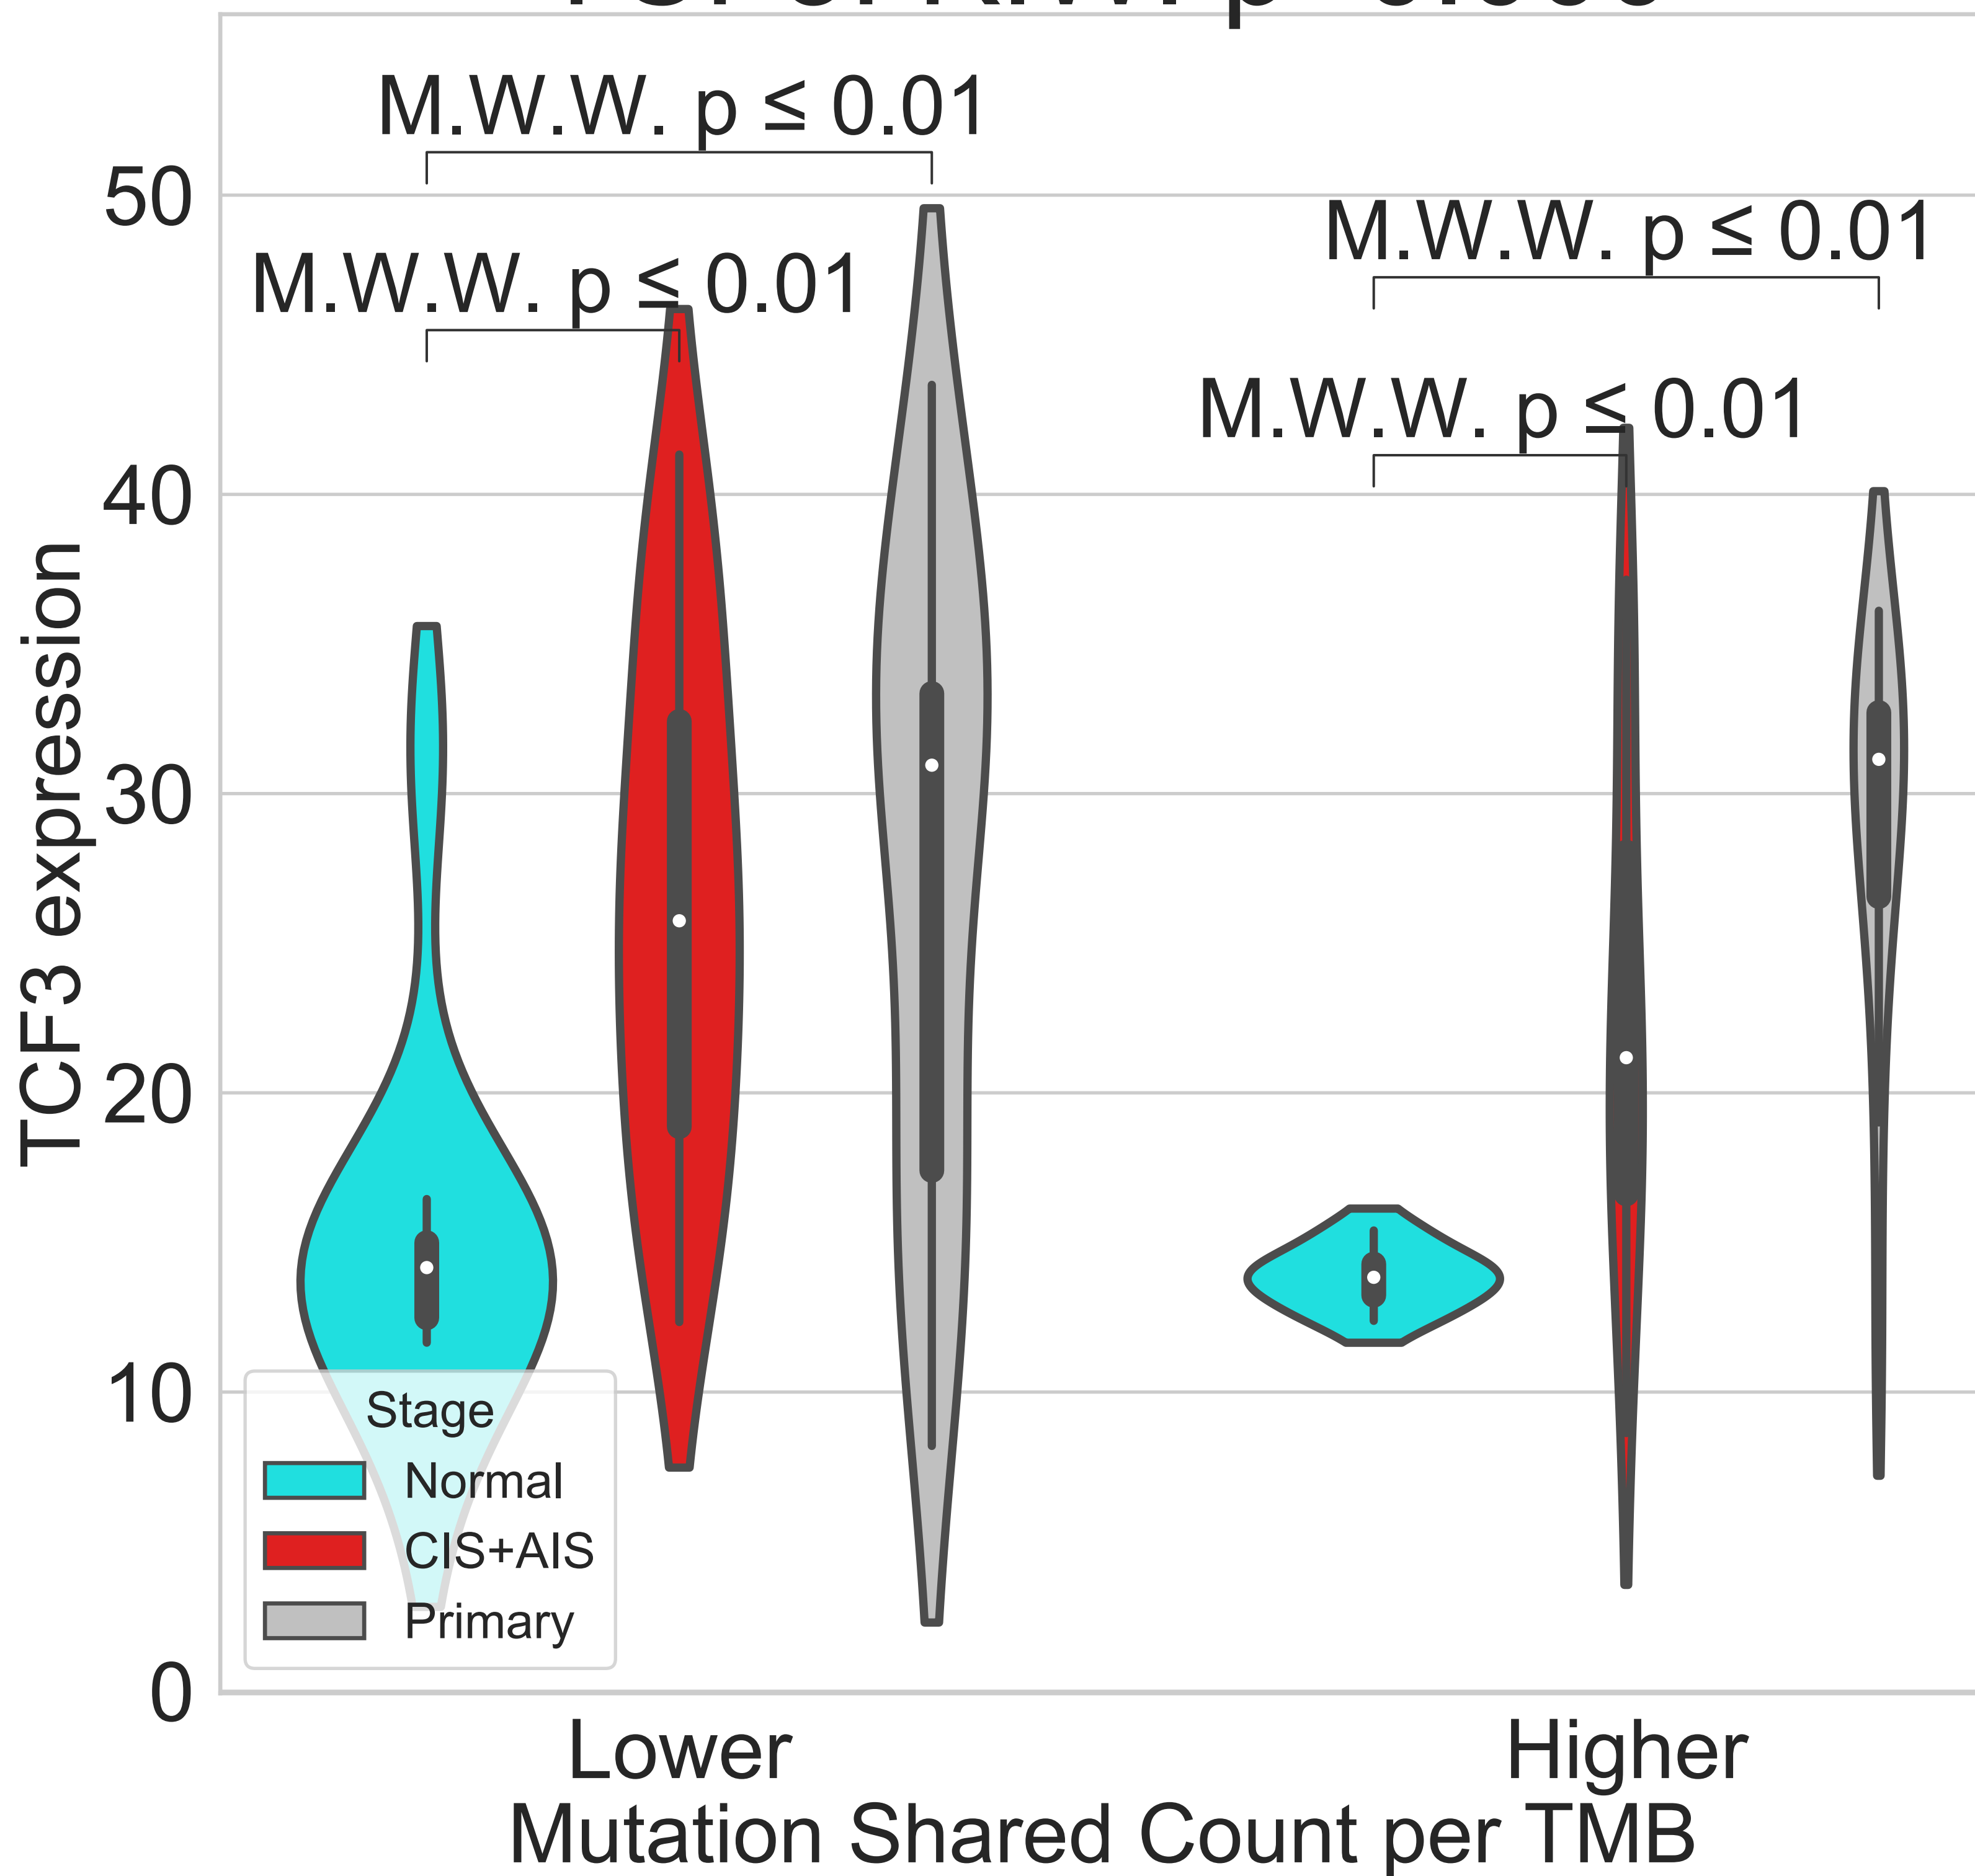 M.W.W. p ≤ 0.01
50
M.W.W. p ≤ 0.01
M.W.W. p ≤ 0.01
M.W.W. p ≤ 0.01
40
30
20
10
0
TCF3 expression
Stage
Normal
CIS+AIS
Primary
Lower
Higher
Mutation Shared Count per TMB